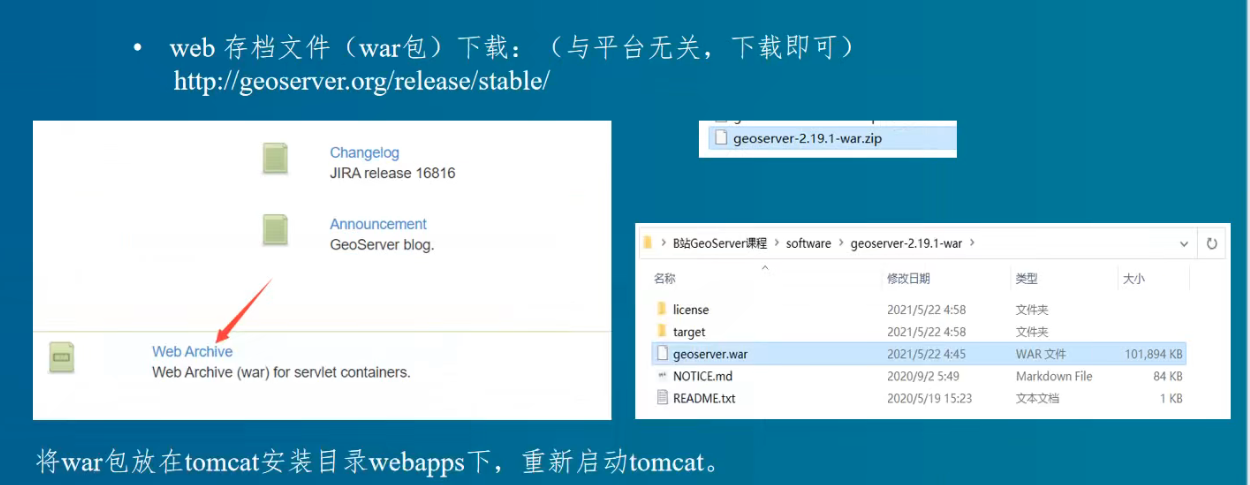 • web 存档文件（war包）下载：（与平台无关，下载即可）
http://geoserver.org/release/stable/
Changelog
JIRA release 16816
Announcement
GeoServer blog.
Web Archive
Web Archive (war) for servlet containers.
geoserver-2.19.1-war.zip
B站GeoServer课程 > software > geoserver-2.19.1-war >
名称 修改日期 类型 大小
license 2021/5/22 4:58 文件夹
target 2021/5/22 4:58 文件夹
geoserver.war 2021/5/22 4:45 WAR 文件 101,894 KB
NOTICE.md 2020/9/2 5:49 Markdown File 84 KB
README.txt 2020/5/19 15:23 文本文档 1 KB
将war包放在tomcat安装目录webapps下，重新启动tomcat。